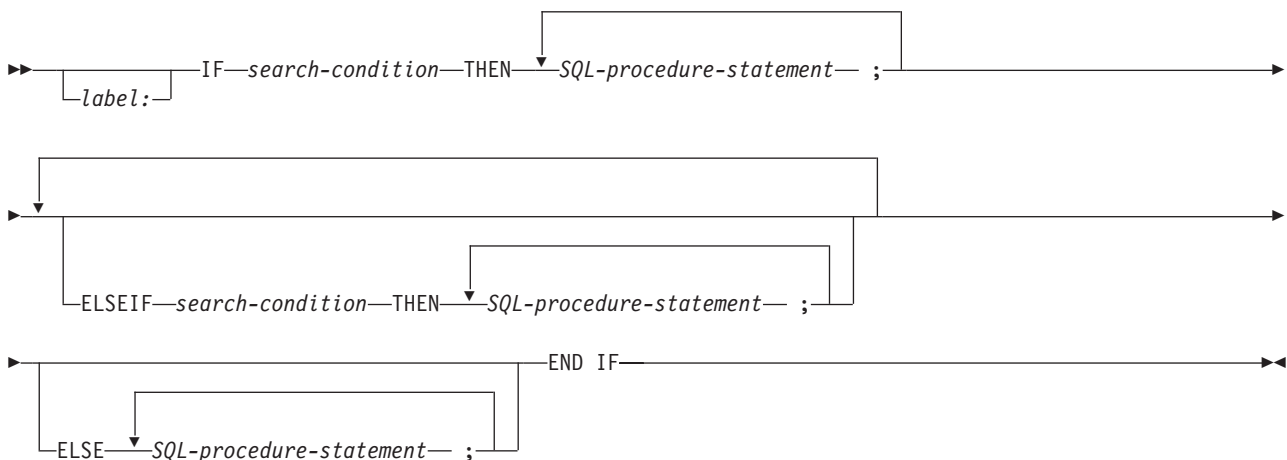 IF search-condition THEN SQL-procedure-statement ;
label:
ELSEIF search-condition THEN SQL-procedure-statement ;
END IF
ELSE SQL-procedure-statement ;